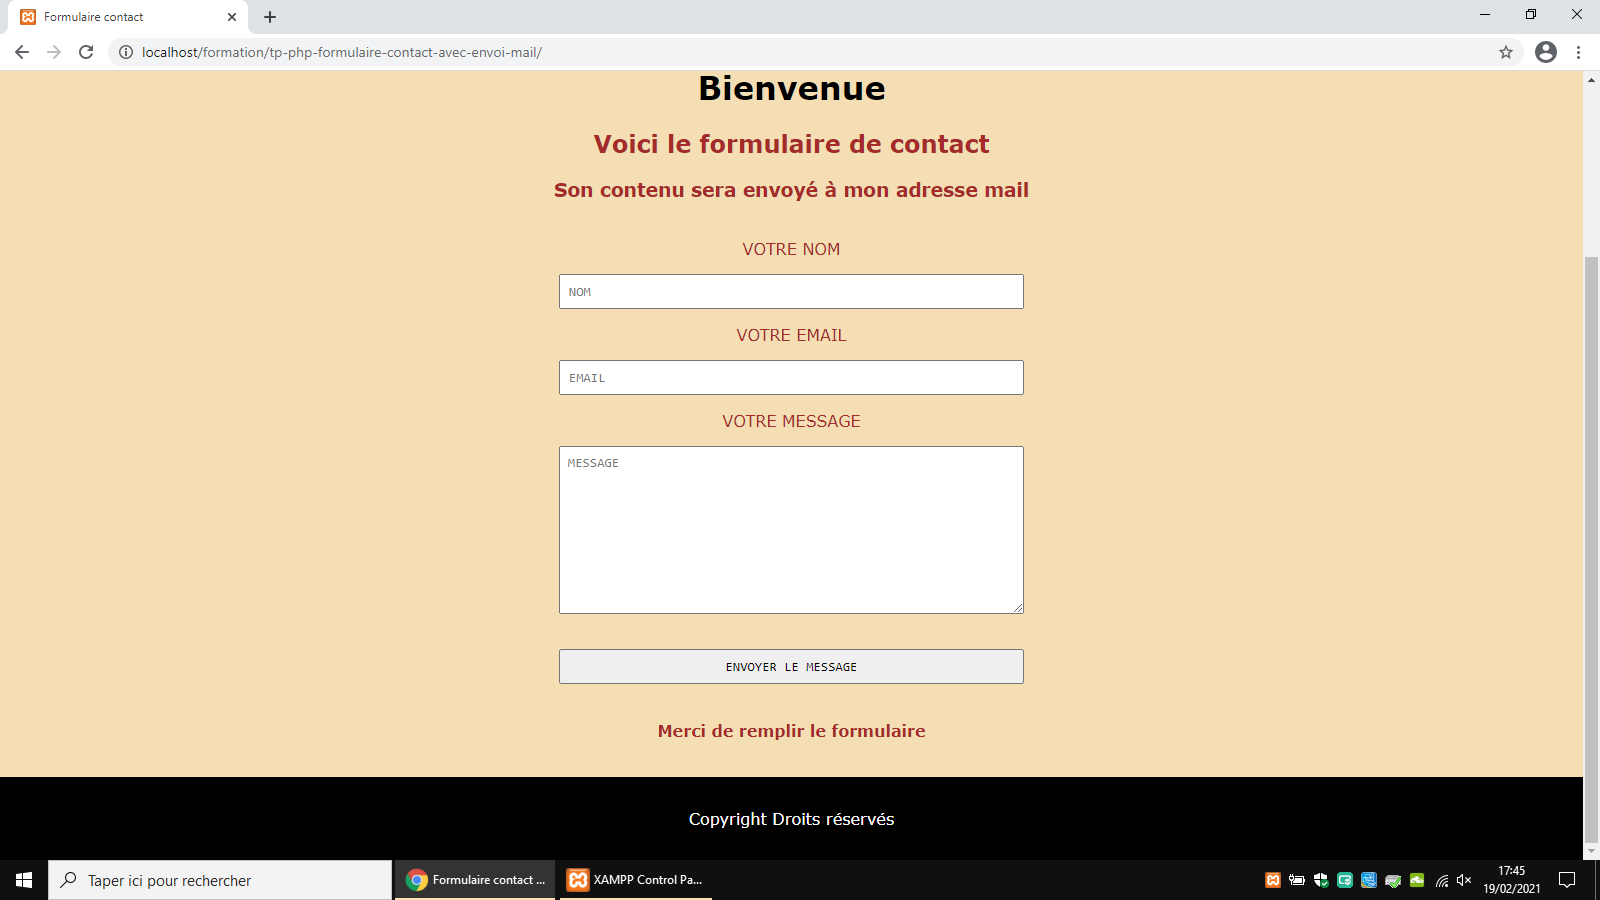 Formulaire contact
localhost/formation/tp-php-formulaire-contact-avec-envoi-mail/
Bienvenue
Voici le formulaire de contact
Son contenu sera envoyé à mon adresse mail
VOTRE NOM
NOM
VOTRE EMAIL
EMAIL
VOTRE MESSAGE
MESSAGE
ENVOYER LE MESSAGE
Merci de remplir le formulaire
Copyright Droits réservés
Taper ici pour rechercher
Formulaire contact ...
XAMPP Control Pa...
17:45
19/02/2021